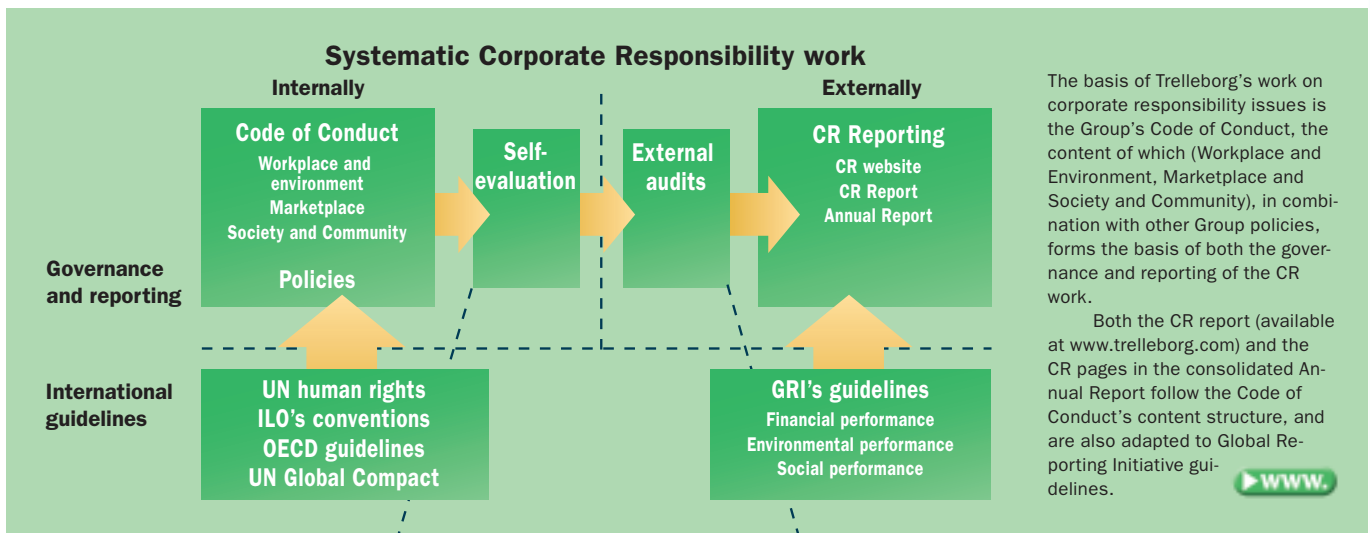 Systematic Corporate Responsibility work
Internally
Externally
Governance
and reporting
Code of Conduct
Workplace and
environment
Marketplace
Society and Community
Policies
Self-
evaluation
External
audits
CR Reporting
CR website
CR Report
Annual Report
International
guidelines
UN human rights
ILO’s conventions
OECD guidelines
UN Global Compact
GRI’s guidelines
Financial performance
Environmental performance
Social performance
The basis of Trelleborg’s work on
corporate responsibility issues is
the Group’s Code of Conduct, the
content of which (Workplace and
Environment, Marketplace and
Society and Community), in combi-
nation with other Group policies,
forms the basis of both the gover-
nance and reporting of the CR
work.
Both the CR report (available
at www.trelleborg.com) and the
CR pages in the consolidated An-
nual Report follow the Code of
Conduct’s content structure, and
are also adapted to Global Re-
porting Initiative gui-
delines.
www.